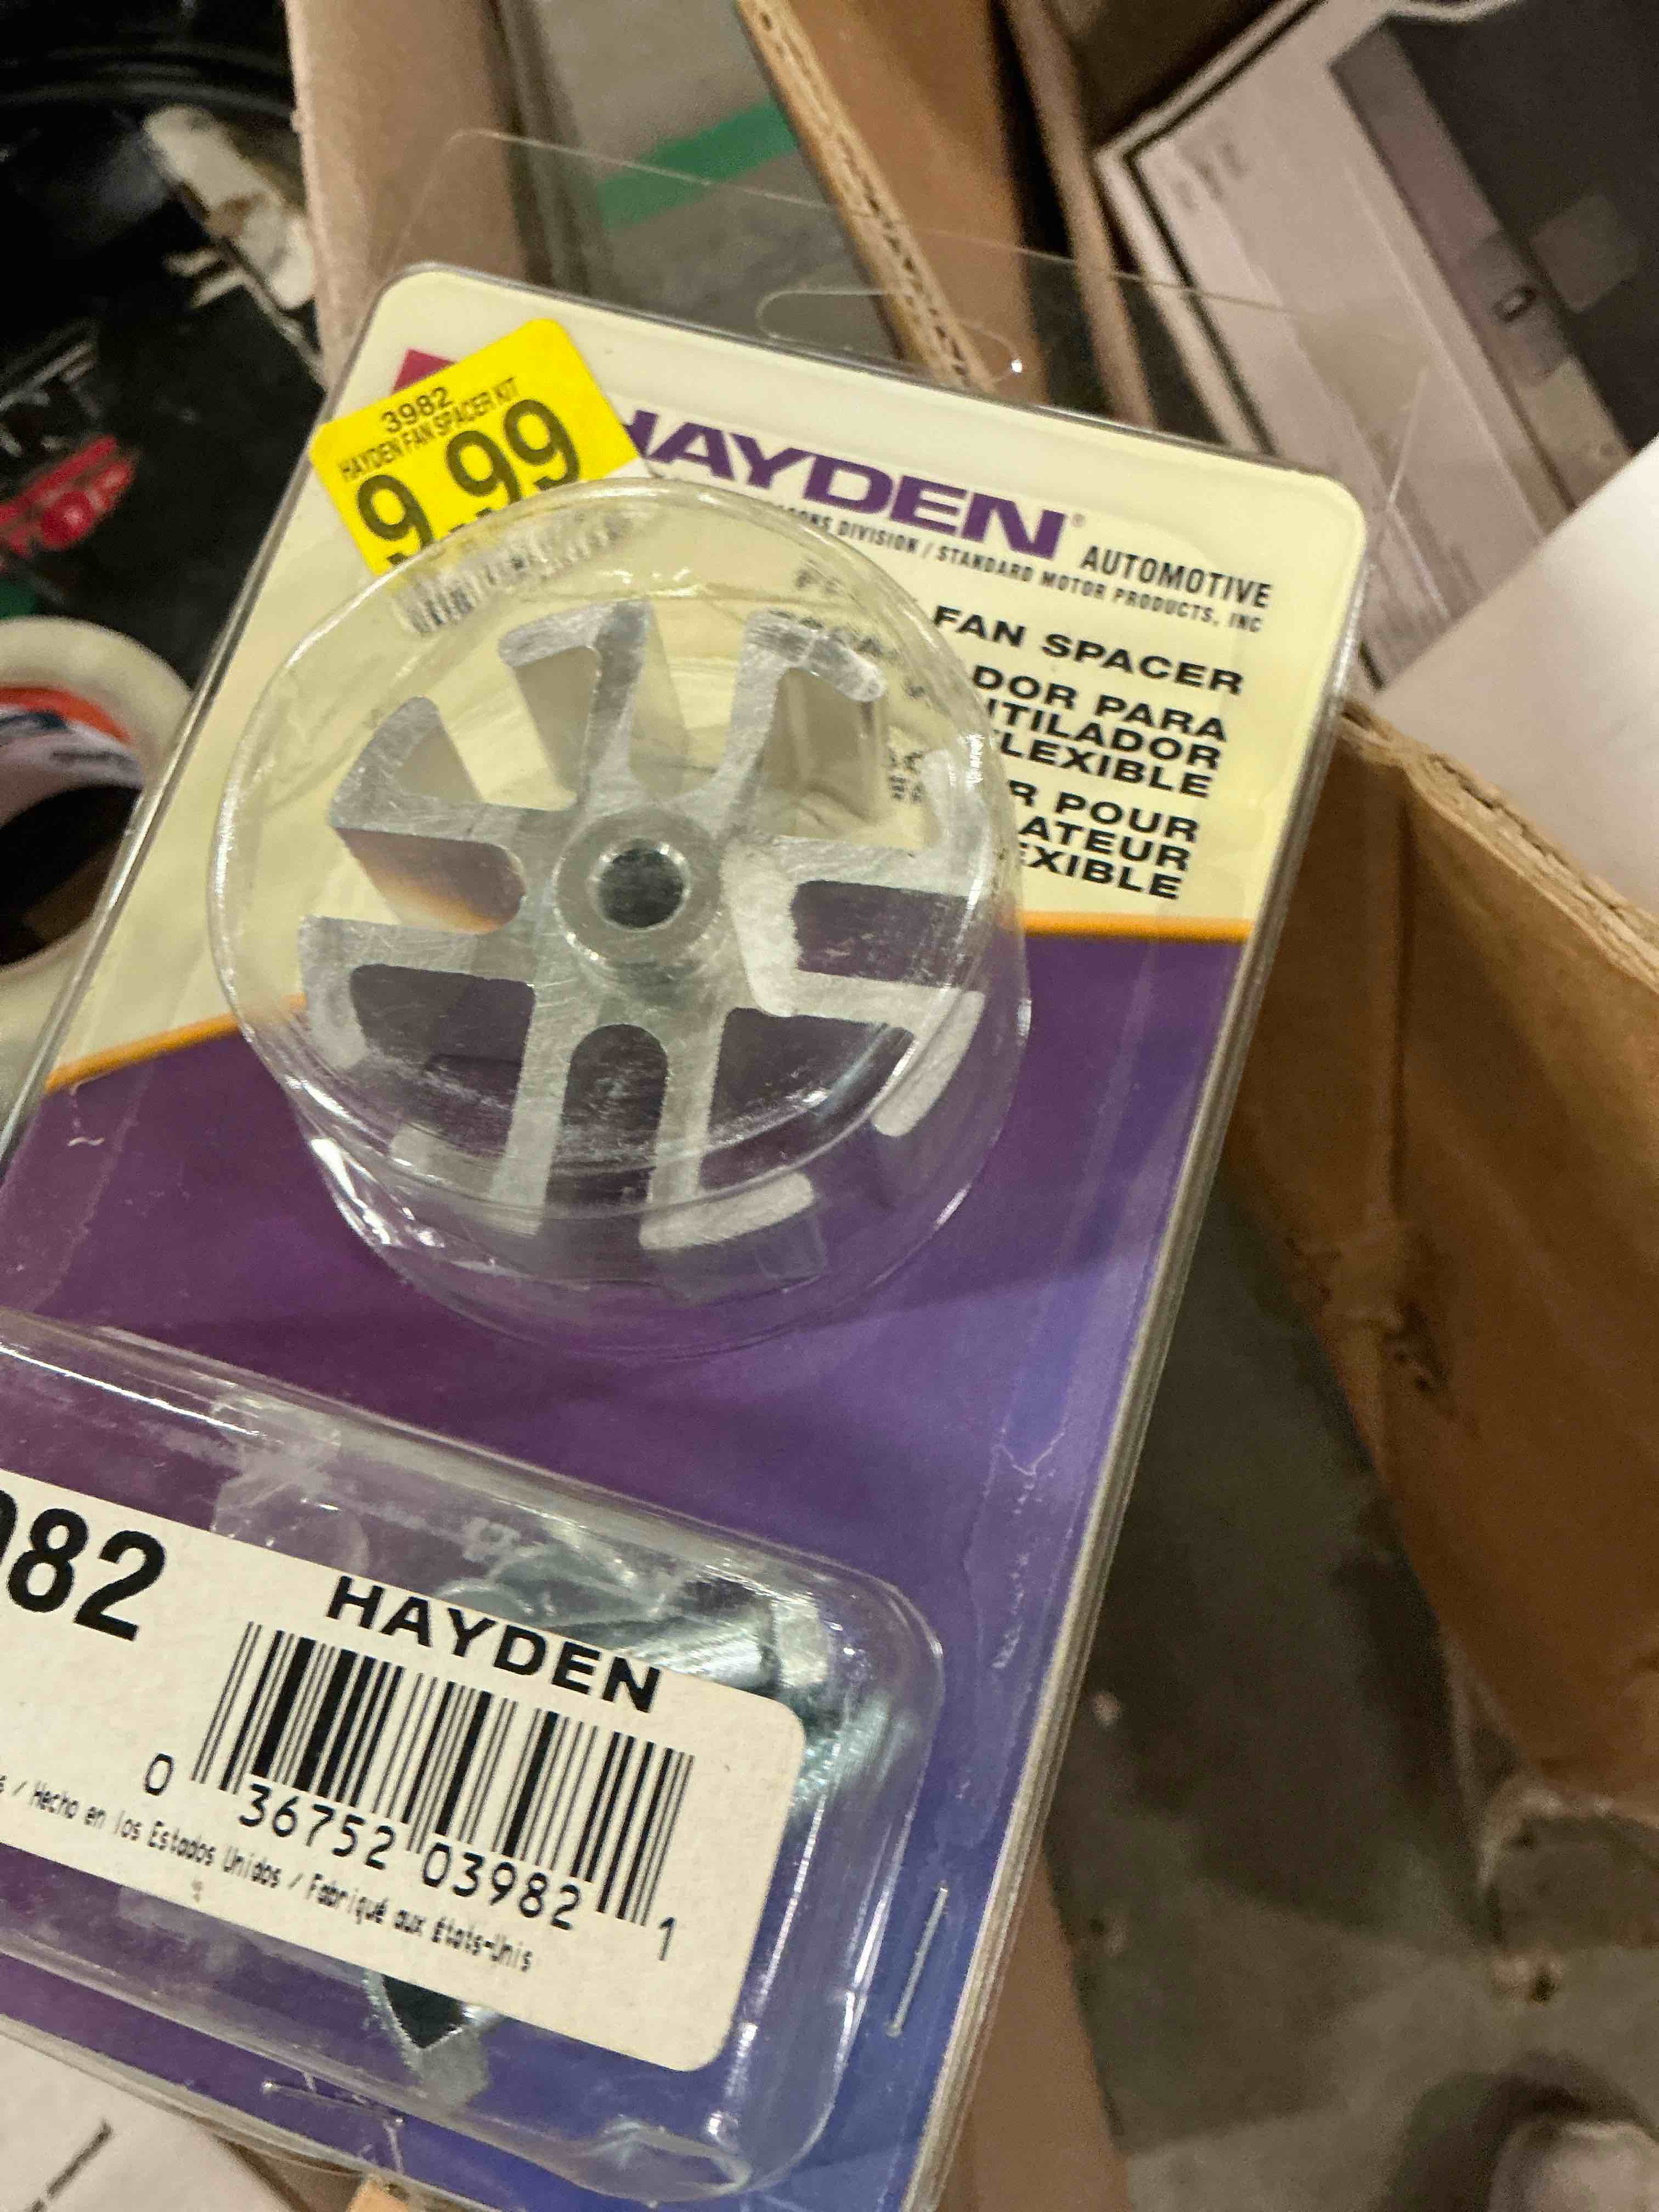 3982
HAYDEN FAN SPACER KIT
9.99
HAYDEN® AUTOMOTIVE
DIVISION / STANDARD MOTOR PRODUCTS, INC
FAN SPACER
DOR PARA
TILADOR
LEXIBLE
R POUR
ATEUR
EXIBLE
82
HAYDEN
0 36752 03982 1
/ Hecho en los Estados Unidos / Fabriqué aux États-Unis